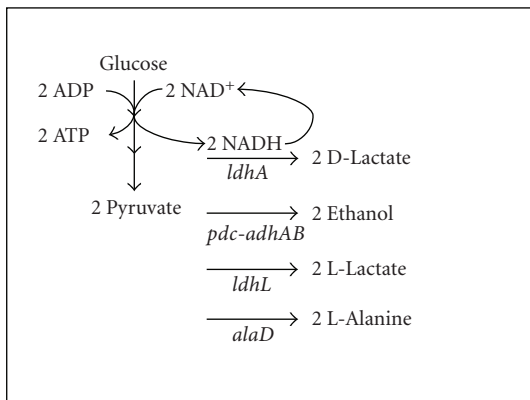 Glucose
2 ADP 2 NAD⁺
2 ATP
2 NADH
2 D-Lactate
ldhA
2 Pyruvate
2 Ethanol
pdc-adhAB
2 L-Lactate
ldhL
2 L-Alanine
alaD